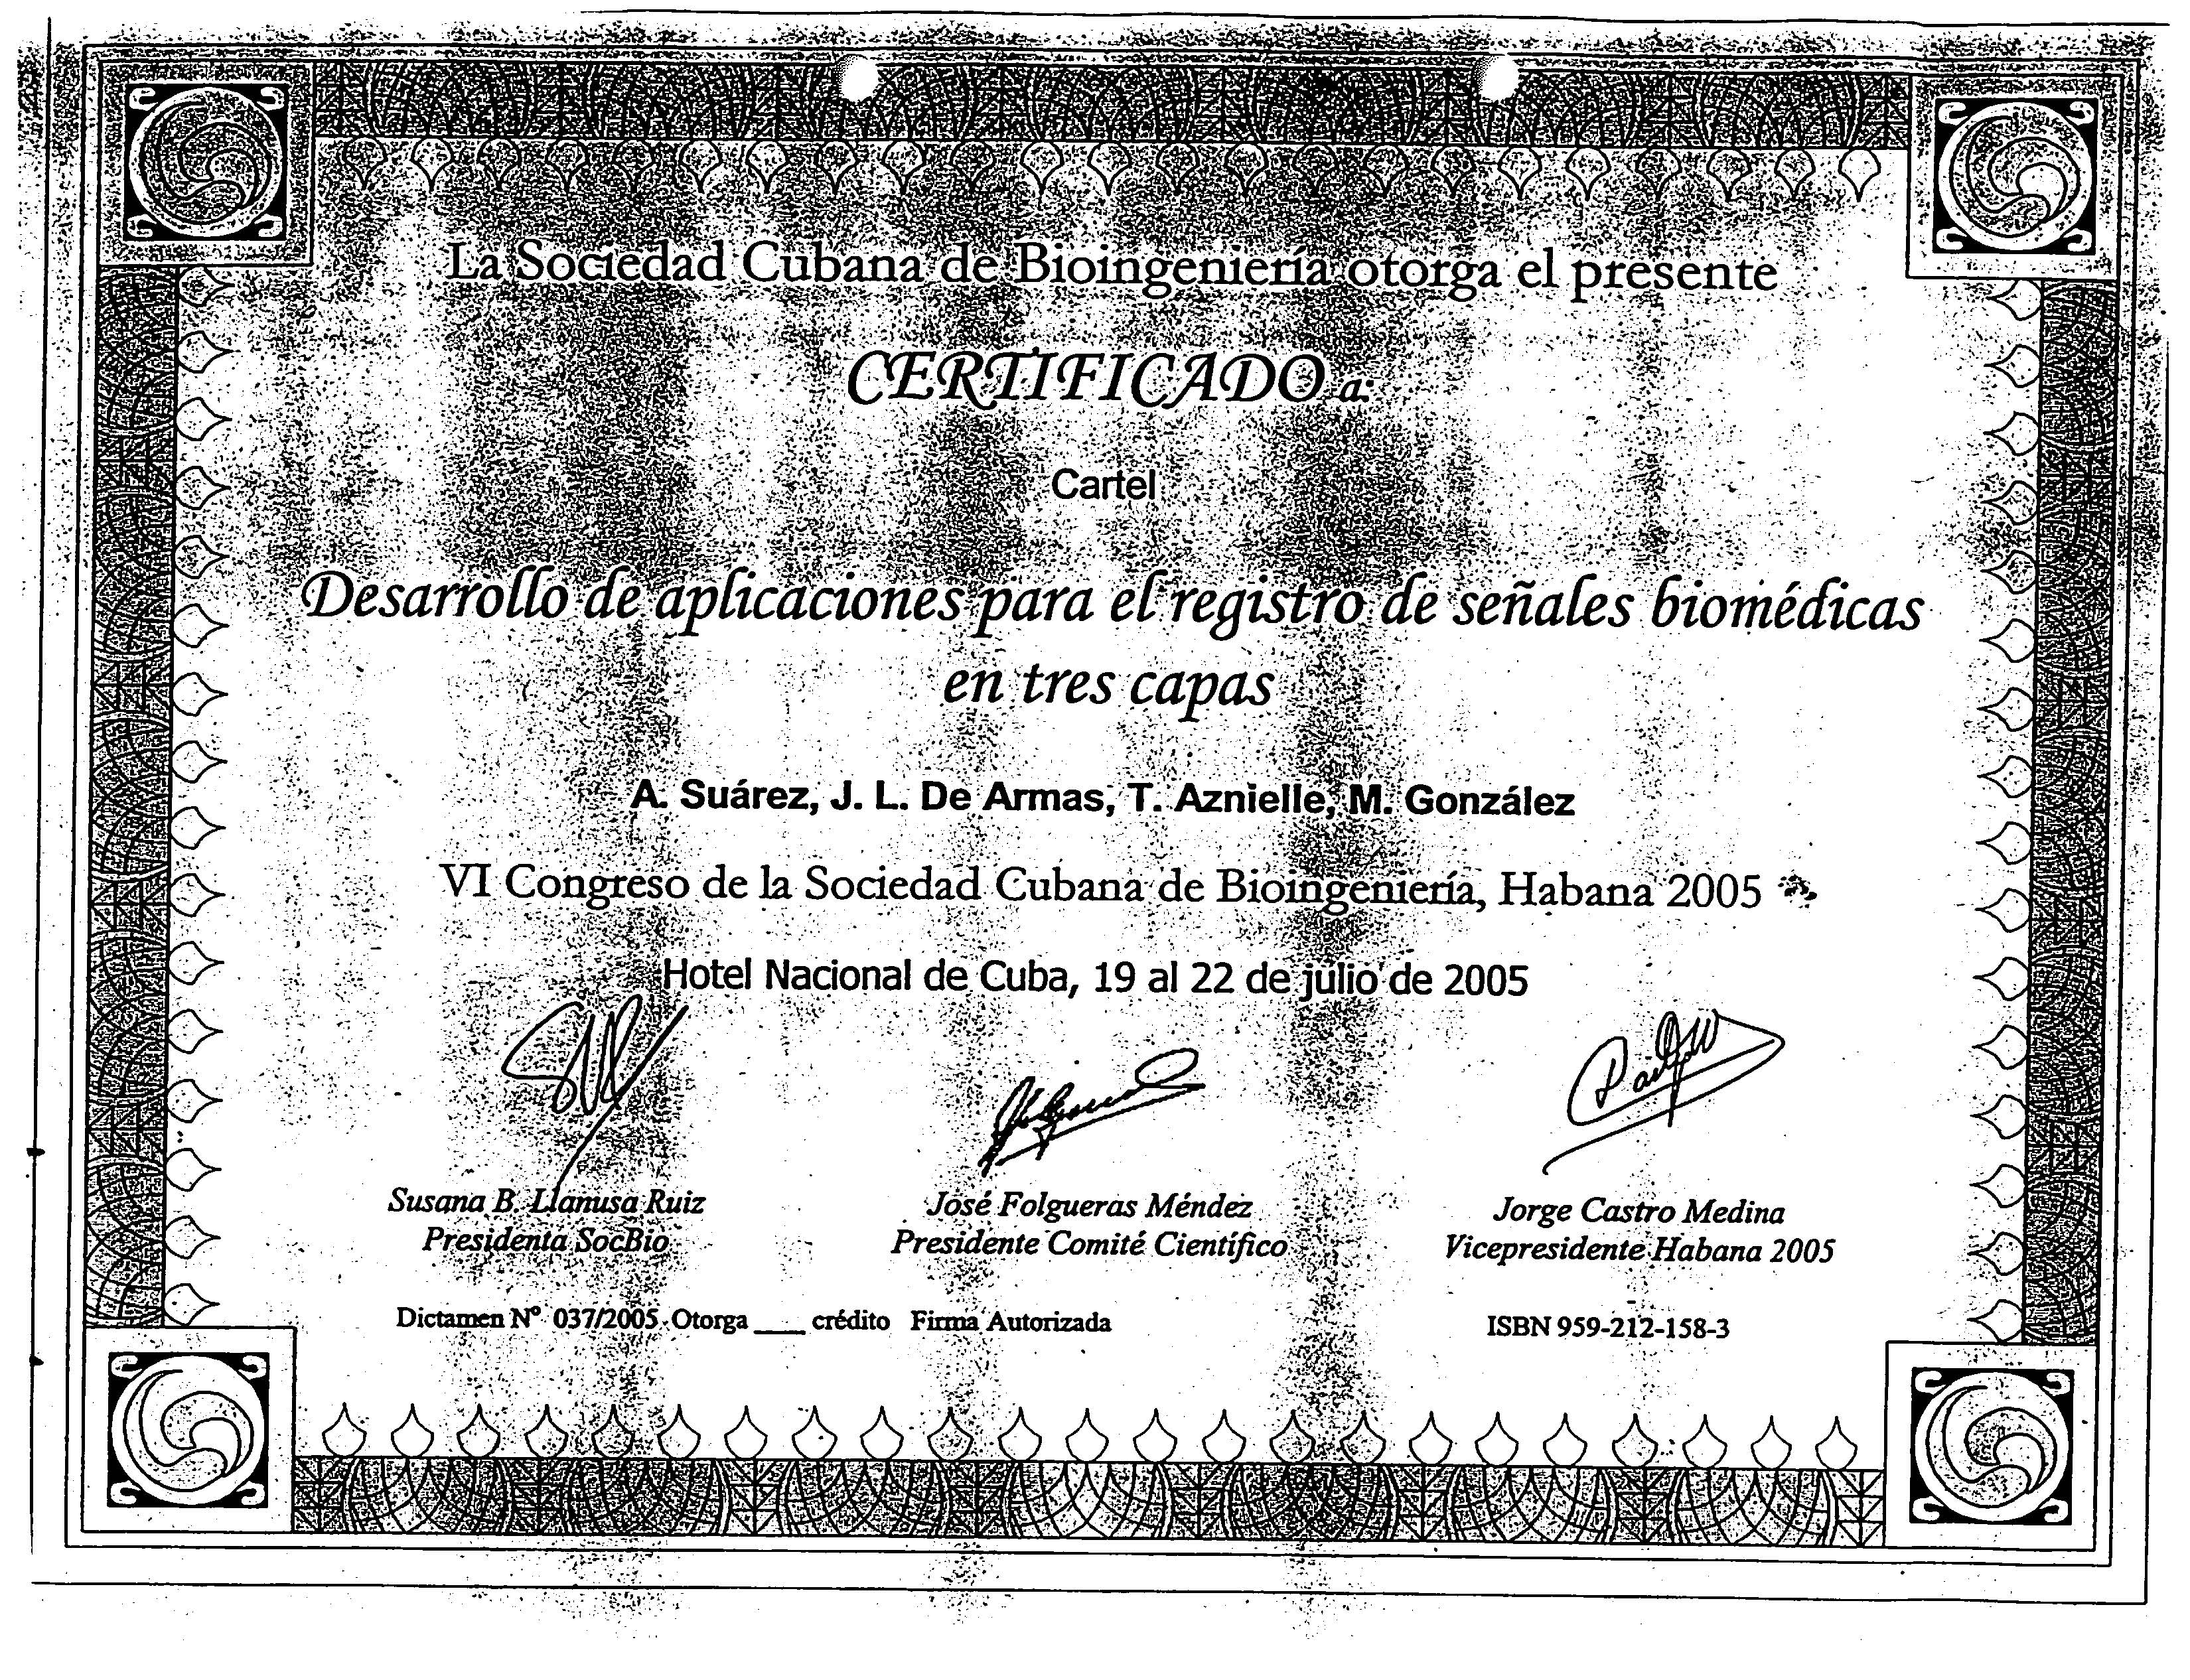 La Sociedad Cubana de Bioingeniería otorga el presente
CERTIFICADO a:
Cartel
Desarrollo de aplicaciones para el registro de señales biomédicas
en tres capas
A. Suárez, J. L. De Armas, T. Aznielle, M. González
VI Congreso de la Sociedad Cubana de Bioingeniería, Habana 2005
Hotel Nacional de Cuba, 19 al 22 de julio de 2005
Susana B. Llanusa Ruiz
Presidenta SocBio
José Folgueras Méndez
Presidente Comité Científico
Jorge Castro Medina
Vicepresidente Habana 2005
Dictamen Nº 037/2005 Otorga ____ crédito Firma Autorizada
ISBN 959-212-158-3